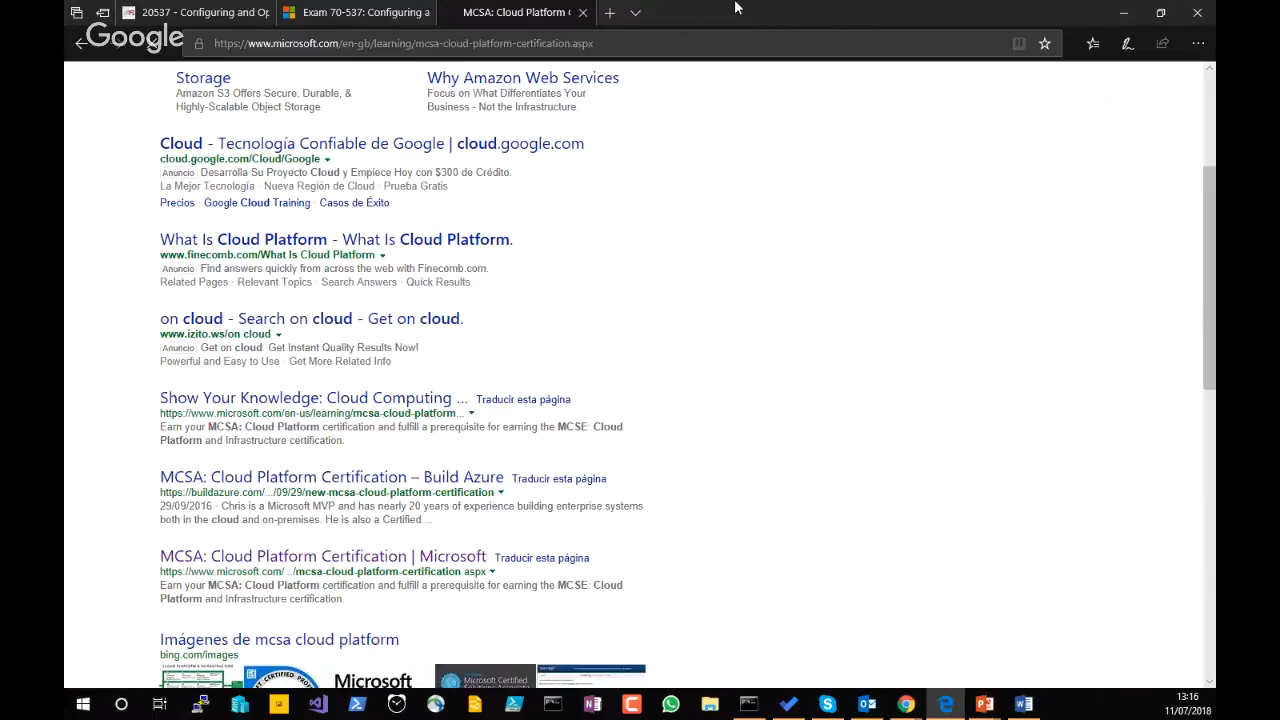 20537 - Configuring and Op
Exam 70-537: Configuring a
MCSA: Cloud Platform
Google
https://www.microsoft.com/en-gb/learning/mcsa-cloud-platform-certification.aspx
Storage
Amazon S3 Offers Secure, Durable, &
Highly-Scalable Object Storage.
Why Amazon Web Services
Focus on What Differentiates Your
Business - Not the Infrastructure
Cloud - Tecnología Confiable de Google | cloud.google.com
cloud.google.com/Cloud/Google
Anuncio Desarrolla Su Proyecto Cloud y Empiece Hoy con $300 de Crédito.
La Mejor Tecnología · Nueva Región de Cloud · Prueba Gratis
Precios · Google Cloud Training · Casos de Éxito
What Is Cloud Platform - What Is Cloud Platform.
www.finecomb.com/What Is Cloud Platform
Anuncio Find answers quickly from across the web with Finecomb.com.
Related Pages · Relevant Topics · Search Answers · Quick Results
on cloud - Search on cloud - Get on cloud.
www.izito.ws/on cloud
Anuncio Get on cloud. Get Instant Quality Results Now!
Powerful and Easy to Use · Get More Related Info
Show Your Knowledge: Cloud Computing ... Traducir esta página
https://www.microsoft.com/en-us/learning/mcsa-cloud-platform...
Earn your MCSA: Cloud Platform certification and fulfill a prerequisite for earning the MCSE: Cloud
Platform and Infrastructure certification.
MCSA: Cloud Platform Certification – Build Azure Traducir esta página
https://buildazure.com/.../09/29/new-mcsa-cloud-platform-certification
29/09/2016 · Chris is a Microsoft MVP and has nearly 20 years of experience building enterprise systems
both in the cloud and on-premises. He is also a Certified ...
MCSA: Cloud Platform Certification | Microsoft Traducir esta página
https://www.microsoft.com/.../mcsa-cloud-platform-certification.aspx
Earn your MCSA: Cloud Platform certification and fulfill a prerequisite for earning the MCSE: Cloud
Platform and Infrastructure certification.
Imágenes de mcsa cloud platform
bing.com/images
CLOUD PLATFORM & INFRASTRUCTURE
CERTIFIED
Microsoft
Microsoft Certified
13:16
11/07/2018